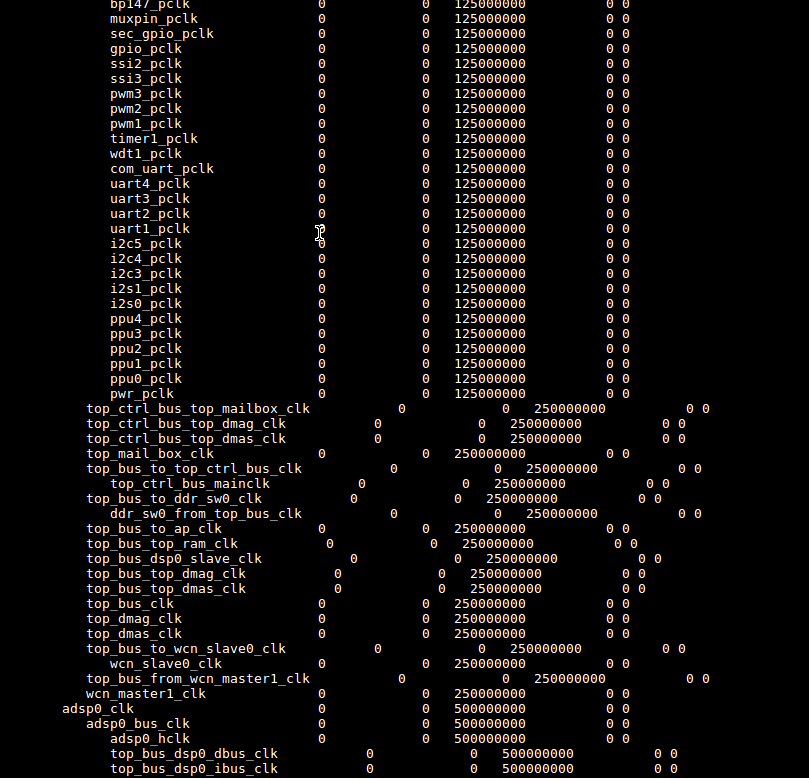 bp147_pclk 0 0 125000000 0 0
muxpin_pclk 0 0 125000000 0 0
sec_gpio_pclk 0 0 125000000 0 0
gpio_pclk 0 0 125000000 0 0
ssi2_pclk 0 0 125000000 0 0
ssi3_pclk 0 0 125000000 0 0
pwm3_pclk 0 0 125000000 0 0
pwm2_pclk 0 0 125000000 0 0
pwm1_pclk 0 0 125000000 0 0
timer1_pclk 0 0 125000000 0 0
wdt1_pclk 0 0 125000000 0 0
com_uart_pclk 0 0 125000000 0 0
uart4_pclk 0 0 125000000 0 0
uart3_pclk 0 0 125000000 0 0
uart2_pclk 0 0 125000000 0 0
uart1_pclk 0 0 125000000 0 0
i2c5_pclk 0 0 125000000 0 0
i2c4_pclk 0 0 125000000 0 0
i2c3_pclk 0 0 125000000 0 0
i2s1_pclk 0 0 125000000 0 0
i2s0_pclk 0 0 125000000 0 0
ppu4_pclk 0 0 125000000 0 0
ppu3_pclk 0 0 125000000 0 0
ppu2_pclk 0 0 125000000 0 0
ppu1_pclk 0 0 125000000 0 0
ppu0_pclk 0 0 125000000 0 0
pwr_pclk 0 0 125000000 0 0
top_ctrl_bus_top_mailbox_clk 0 0 250000000 0 0
top_ctrl_bus_top_dmag_clk 0 0 250000000 0 0
top_ctrl_bus_top_dmas_clk 0 0 250000000 0 0
top_mail_box_clk 0 0 250000000 0 0
top_bus_to_top_ctrl_bus_clk 0 0 250000000 0 0
top_ctrl_bus_mainclk 0 0 250000000 0 0
top_bus_to_ddr_sw0_clk 0 0 250000000 0 0
ddr_sw0_from_top_bus_clk 0 0 250000000 0 0
top_bus_to_ap_clk 0 0 250000000 0 0
top_bus_top_ram_clk 0 0 250000000 0 0
top_bus_dsp0_slave_clk 0 0 250000000 0 0
top_bus_top_dmag_clk 0 0 250000000 0 0
top_bus_top_dmas_clk 0 0 250000000 0 0
top_bus_clk 0 0 250000000 0 0
top_dmag_clk 0 0 250000000 0 0
top_dmas_clk 0 0 250000000 0 0
top_bus_to_wcn_slave0_clk 0 0 250000000 0 0
wcn_slave0_clk 0 0 250000000 0 0
top_bus_from_wcn_master1_clk 0 0 250000000 0 0
wcn_master1_clk 0 0 250000000 0 0
adsp0_clk 0 0 500000000 0 0
adsp0_bus_clk 0 0 500000000 0 0
adsp0_hclk 0 0 500000000 0 0
top_bus_dsp0_dbus_clk 0 0 500000000 0 0
top_bus_dsp0_ibus_clk 0 0 500000000 0 0